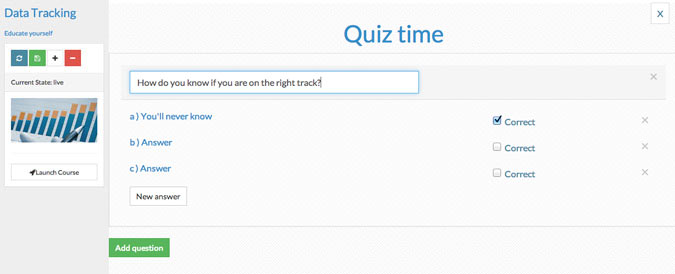 Data Tracking
Educate yourself
Current State: live
Launch Course
X
Quiz time
How do you know if you are on the right track?
a ) You'll never know
Correct
b ) Answer
Correct
c ) Answer
Correct
New answer
Add question